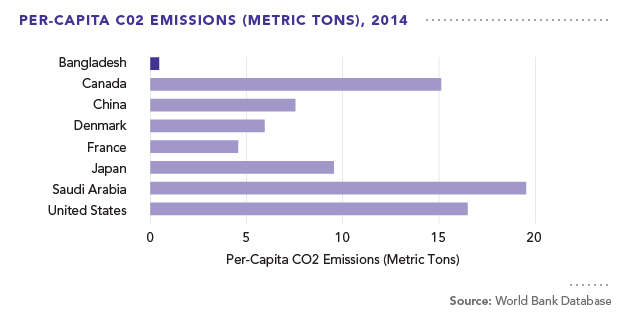 PER-CAPITA C02 EMISSIONS (METRIC TONS), 2014
Bangladesh
Canada
China
Denmark
France
Japan
Saudi Arabia
United States
0 5 10 15 20
Per-Capita CO2 Emissions (Metric Tons)
Source: World Bank Database